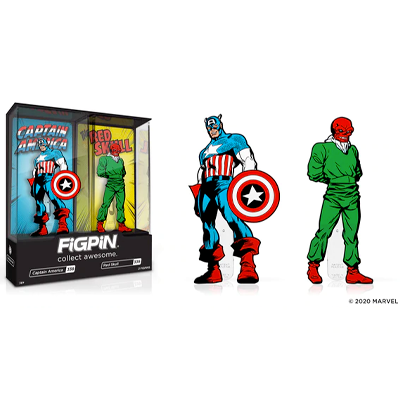 CAPTAIN
AMERICA
RED
SKULL
FiGPiN
collect awesome.
Captain America
Red Skull
© 2020 MARVEL